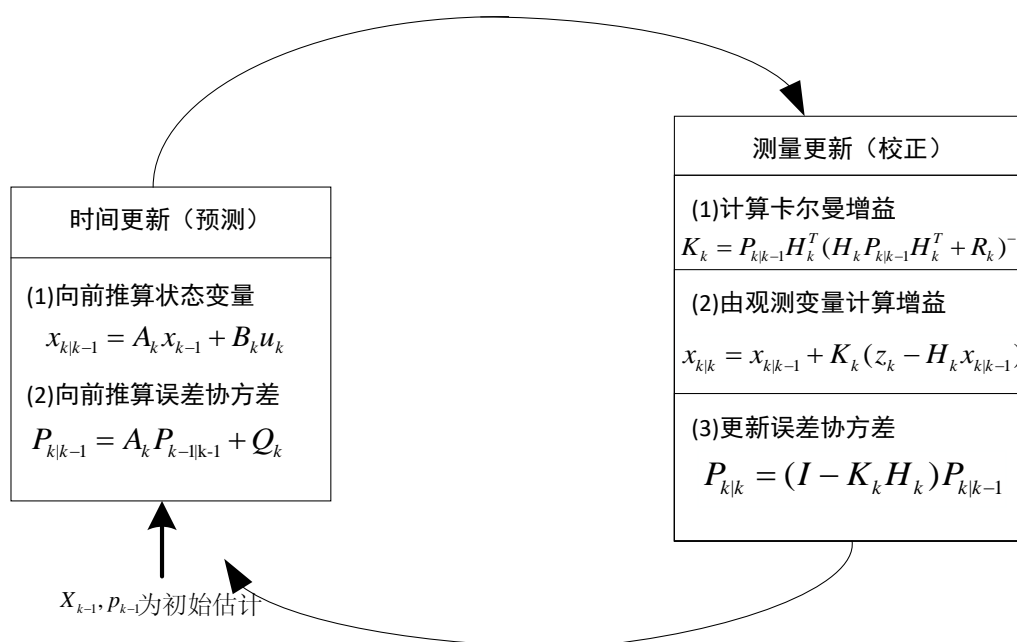 时间更新（预测）
(1)向前推算状态变量
x_{k|k-1} = A_k x_{k-1} + B_k u_k
(2)向前推算误差协方差
P_{k|k-1} = A_k P_{k-1|k-1} + Q_k
X_{k-1}, p_{k-1}为初始估计
测量更新（校正）
(1)计算卡尔曼增益
K_k = P_{k|k-1} H_k^T (H_k P_{k|k-1} H_k^T + R_k)^-
(2)由观测变量计算增益
x_{k|k} = x_{k|k-1} + K_k (z_k − H_k x_{k|k-1})
(3)更新误差协方差
P_{k|k} = (I − K_k H_k) P_{k|k-1}